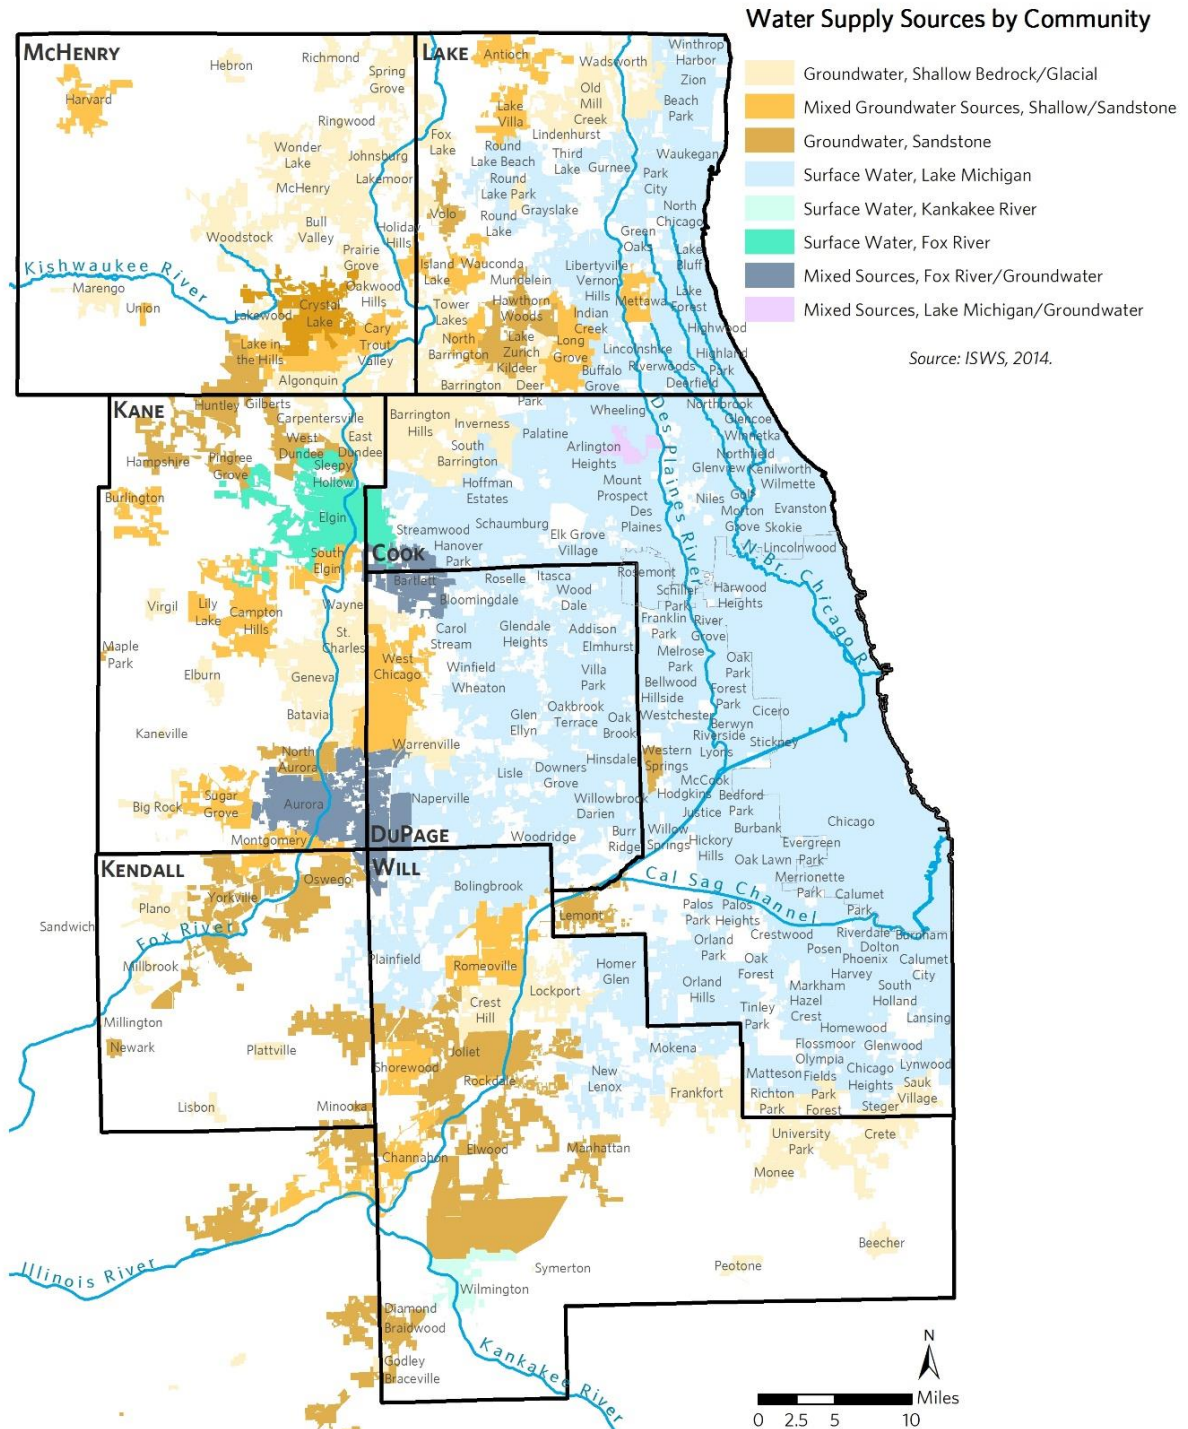 Water Supply Sources by Community
Groundwater, Shallow Bedrock/Glacial
Mixed Groundwater Sources, Shallow/Sandstone
Groundwater, Sandstone
Surface Water, Lake Michigan
Surface Water, Kankakee River
Surface Water, Fox River
Mixed Sources, Fox River/Groundwater
Mixed Sources, Lake Michigan/Groundwater
Source: ISWS, 2014.
McHenry
Hebron
Richmond
Spring
Grove
Harvard
Ringwood
Wonder
Lake
Johnsburg
Lakemoor
McHenry
Bull
Valley
Holiday
Hills
Woodstock
Prairie
Grove
Kishwaukee River
Marengo
Union
Oakwood
Hills
Crystal
Lake
Lakewood
Cary
Trout
Valley
Lake in
the Hills
Algonquin
Lake
Antioch
Wadsworth
Winthrop
Harbor
Zion
Old
Mill
Creek
Beach
Park
Lake
Villa
Lindenhurst
Fox
Lake
Round
Lake Beach
Third
Lake
Gurnee
Waukegan
Round
Lake Park
Park
City
Volo
Round
Lake
Grayslake
North
Chicago
Green
Oaks
Lake
Bluff
Island
Lake
Wauconda
Mundelein
Libertyville
Vernon
Hills
Mettawa
Lake
Forest
Tower
Lakes
Hawthorn
Woods
Indian
Creek
Highwood
North
Barrington
Lake
Zurich
Kildeer
Long
Grove
Lincolnshire
Riverwoods
Highland
Park
Barrington
Deer
Park
Buffalo
Grove
Deerfield
Kane
Huntley
Gilberts
Carpentersville
West
Dundee
East
Dundee
Hampshire
Pingree
Grove
Sleepy
Hollow
Burlington
Elgin
South
Elgin
Virgil
Lily
Lake
Campton
Hills
Wayne
St.
Charles
Maple
Park
Elburn
Geneva
Batavia
Kaneville
North
Aurora
Big Rock
Sugar
Grove
Aurora
Montgomery
Cook
Barrington
Hills
Inverness
Palatine
Wheeling
Northbrook
Glencoe
Winnetka
Northfield
Arlington
Heights
South
Barrington
Glenview
Kenilworth
Wilmette
Hoffman
Estates
Mount
Prospect
Des
Plaines
Niles
Golf
Morton
Grove
Evanston
Skokie
Streamwood
Schaumburg
Elk Grove
Village
Hanover
Park
Lincolnwood
Des Plaines River
N. Br. Chicago R.
Rosemont
Schiller
Park
Harwood
Heights
Franklin
Park
River
Grove
Melrose
Park
Oak
Park
Bellwood
Hillside
Forest
Park
Cicero
Westchester
Berwyn
Riverside
Stickney
Western
Springs
Lyons
McCook
Hodgkins
Bedford
Park
Justice
Burbank
Chicago
Willow
Springs
Hickory
Hills
Evergreen
Park
Oak Lawn
Merrionette
Park
Calumet
Park
Cal Sag Channel
Lemont
Palos
Park
Palos
Heights
Crestwood
Riverdale
Burnham
Orland
Park
Posen
Dolton
Phoenix
Calumet
City
Oak
Forest
Harvey
Orland
Hills
Markham
Hazel
Crest
South
Holland
Tinley
Park
Lansing
Homewood
Flossmoor
Glenwood
Olympia
Fields
Matteson
Chicago
Heights
Lynwood
Richton
Park
Park
Forest
Sauk
Village
Steger
DuPage
Bartlett
Roselle
Itasca
Wood
Dale
Bloomingdale
Carol
Stream
Glendale
Heights
Addison
Elmhurst
West
Chicago
Winfield
Wheaton
Villa
Park
Glen
Ellyn
Oakbrook
Terrace
Oak
Brook
Warrenville
Hinsdale
Lisle
Downers
Grove
Naperville
Willowbrook
Darien
Woodridge
Burr
Ridge
Kendall
Oswego
Yorkville
Plano
Sandwich
Fox River
Millbrook
Millington
Newark
Plattville
Lisbon
Minooka
Will
Bolingbrook
Plainfield
Romeoville
Homer
Glen
Lockport
Crest
Hill
Joliet
Shorewood
Rockdale
Mokena
New
Lenox
Frankfort
Channahon
Elwood
Manhattan
University
Park
Crete
Monee
Beecher
Peotone
Symerton
Wilmington
Illinois River
Diamond
Braidwood
Godley
Braceville
Kankakee River
N
Miles
0 2.5 5 10